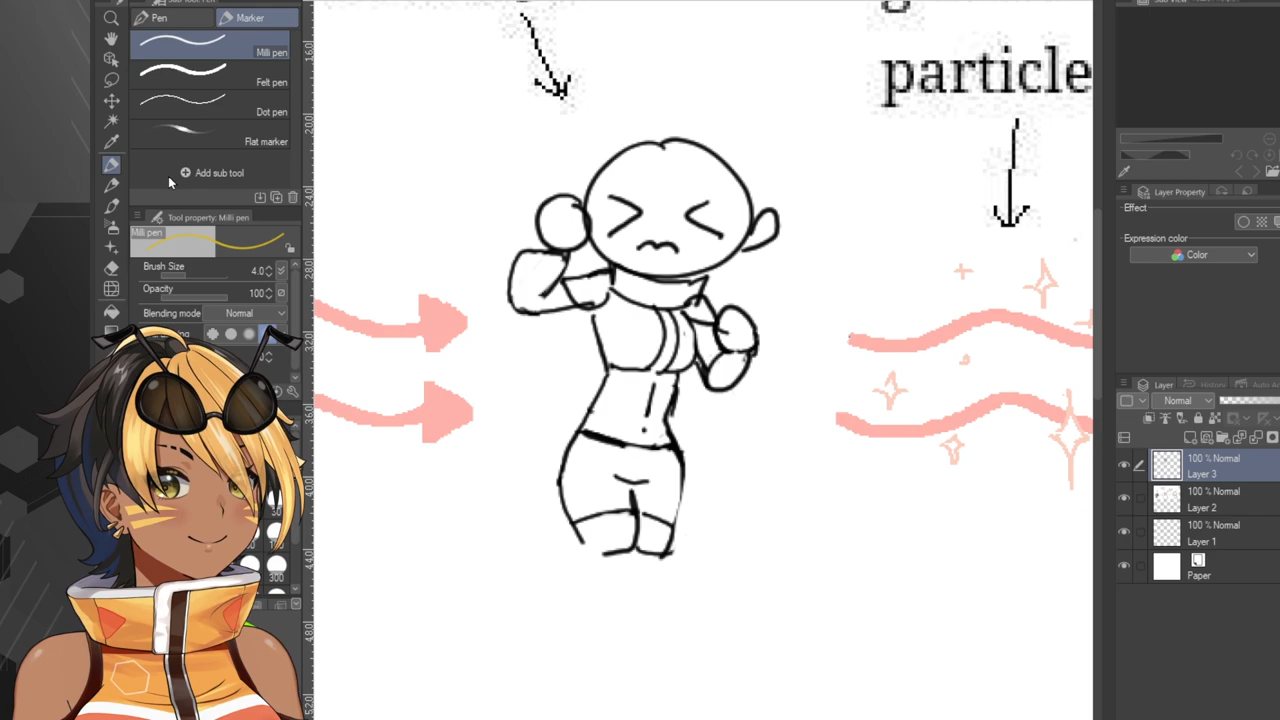 Pen
Marker
Milli pen
Felt pen
Dot pen
Flat marker
Add sub tool
Tool property: Milli pen
Milli pen
Brush Size
4.0
Opacity
100
Blending mode
Normal
300
particle
Layer Property
Effect
Expression color
Color
Layer
History
Normal
100 % Normal
Layer 3
100 % Normal
Layer 2
100 % Normal
Layer 1
Paper